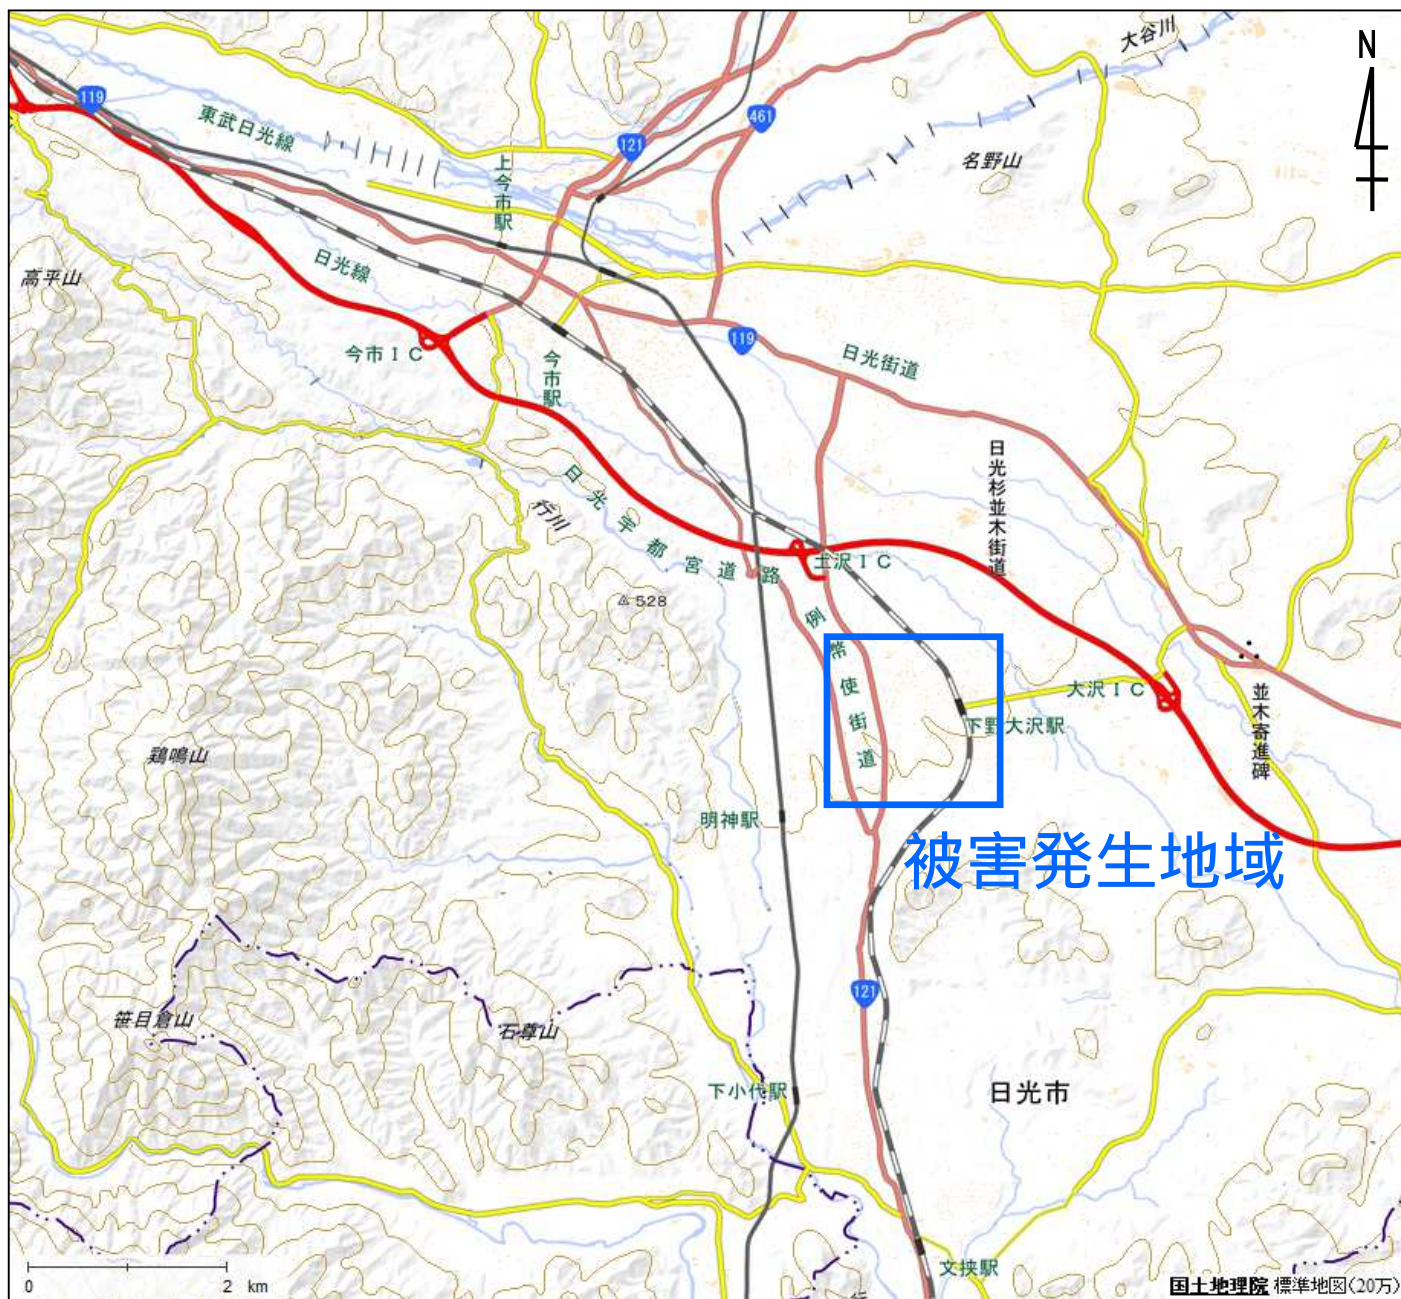 N
大谷川
119
461
東武日光線
121
名野山
上今市駅
日光線
高平山
119
今市ＩＣ
今市駅
日光街道
日光杉並木街道
行川
日光宇都宮道路
土沢ＩＣ
528
例幣使街道
大沢ＩＣ
下野大沢駅
並木寄進碑
鶏鳴山
明神駅
被害発生地域
121
笹目倉山
石尊山
下小代駅
日光市
文挟駅
0 2 km
国土地理院 標準地図(20万)